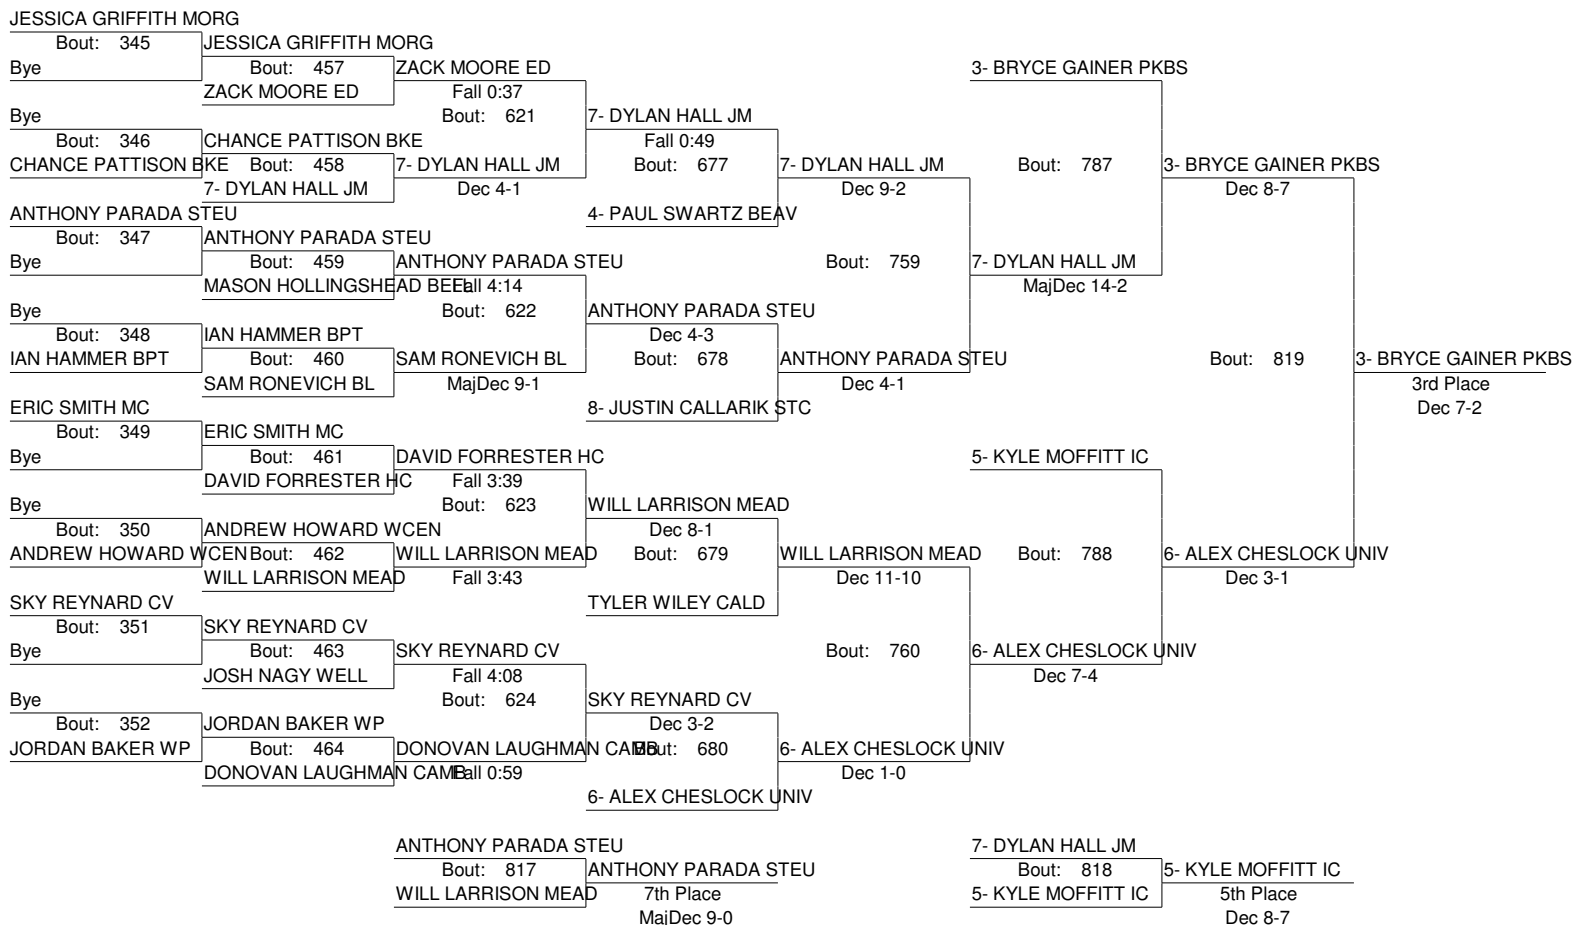 JESSICA GRIFFITH MORG
Bout: 345 JESSICA GRIFFITH MORG
Bye Bout: 457 ZACK MOORE ED 3- BRYCE GAINER PKBS
ZACK MOORE ED Fall 0:37
Bye Bout: 621 7- DYLAN HALL JM
Bout: 346 CHANCE PATTISON BKE Fall 0:49
CHANCE PATTISON BKE Bout: 458 7- DYLAN HALL JM Bout: 677 7- DYLAN HALL JM Bout: 787 3- BRYCE GAINER PKBS
7- DYLAN HALL JM Dec 4-1 Dec 9-2 Dec 8-7
ANTHONY PARADA STEU 4- PAUL SWARTZ BEAV
Bout: 347 ANTHONY PARADA STEU
Bye Bout: 459 ANTHONY PARADA STEU Bout: 759 7- DYLAN HALL JM
MASON HOLLINGSHEAD BEEL Fall 4:14 MajDec 14-2
Bye Bout: 622 ANTHONY PARADA STEU
Bout: 348 IAN HAMMER BPT Dec 4-3
IAN HAMMER BPT Bout: 460 SAM RONEVICH BL Bout: 678 ANTHONY PARADA STEU Bout: 819 3- BRYCE GAINER PKBS
SAM RONEVICH BL MajDec 9-1 Dec 4-1 3rd Place
ERIC SMITH MC 8- JUSTIN CALLARIK STC Dec 7-2
Bout: 349 ERIC SMITH MC
Bye Bout: 461 DAVID FORRESTER HC 5- KYLE MOFFITT IC
DAVID FORRESTER HC Fall 3:39
Bye Bout: 623 WILL LARRISON MEAD
Bout: 350 ANDREW HOWARD WCEN Dec 8-1
ANDREW HOWARD WCEN Bout: 462 WILL LARRISON MEAD Bout: 679 WILL LARRISON MEAD Bout: 788 6- ALEX CHESLOCK UNIV
WILL LARRISON MEAD Fall 3:43 Dec 11-10 Dec 3-1
SKY REYNARD CV TYLER WILEY CALD
Bout: 351 SKY REYNARD CV
Bye Bout: 463 SKY REYNARD CV Bout: 760 6- ALEX CHESLOCK UNIV
JOSH NAGY WELL Fall 4:08 Dec 7-4
Bye Bout: 624 SKY REYNARD CV
Bout: 352 JORDAN BAKER WP Dec 3-2
JORDAN BAKER WP Bout: 464 DONOVAN LAUGHMAN CAMB Bout: 680 6- ALEX CHESLOCK UNIV
DONOVAN LAUGHMAN CAMB Fall 0:59 Dec 1-0
6- ALEX CHESLOCK UNIV
ANTHONY PARADA STEU 7- DYLAN HALL JM
Bout: 817 ANTHONY PARADA STEU Bout: 818 5- KYLE MOFFITT IC
WILL LARRISON MEAD 7th Place 5- KYLE MOFFITT IC 5th Place
MajDec 9-0 Dec 8-7